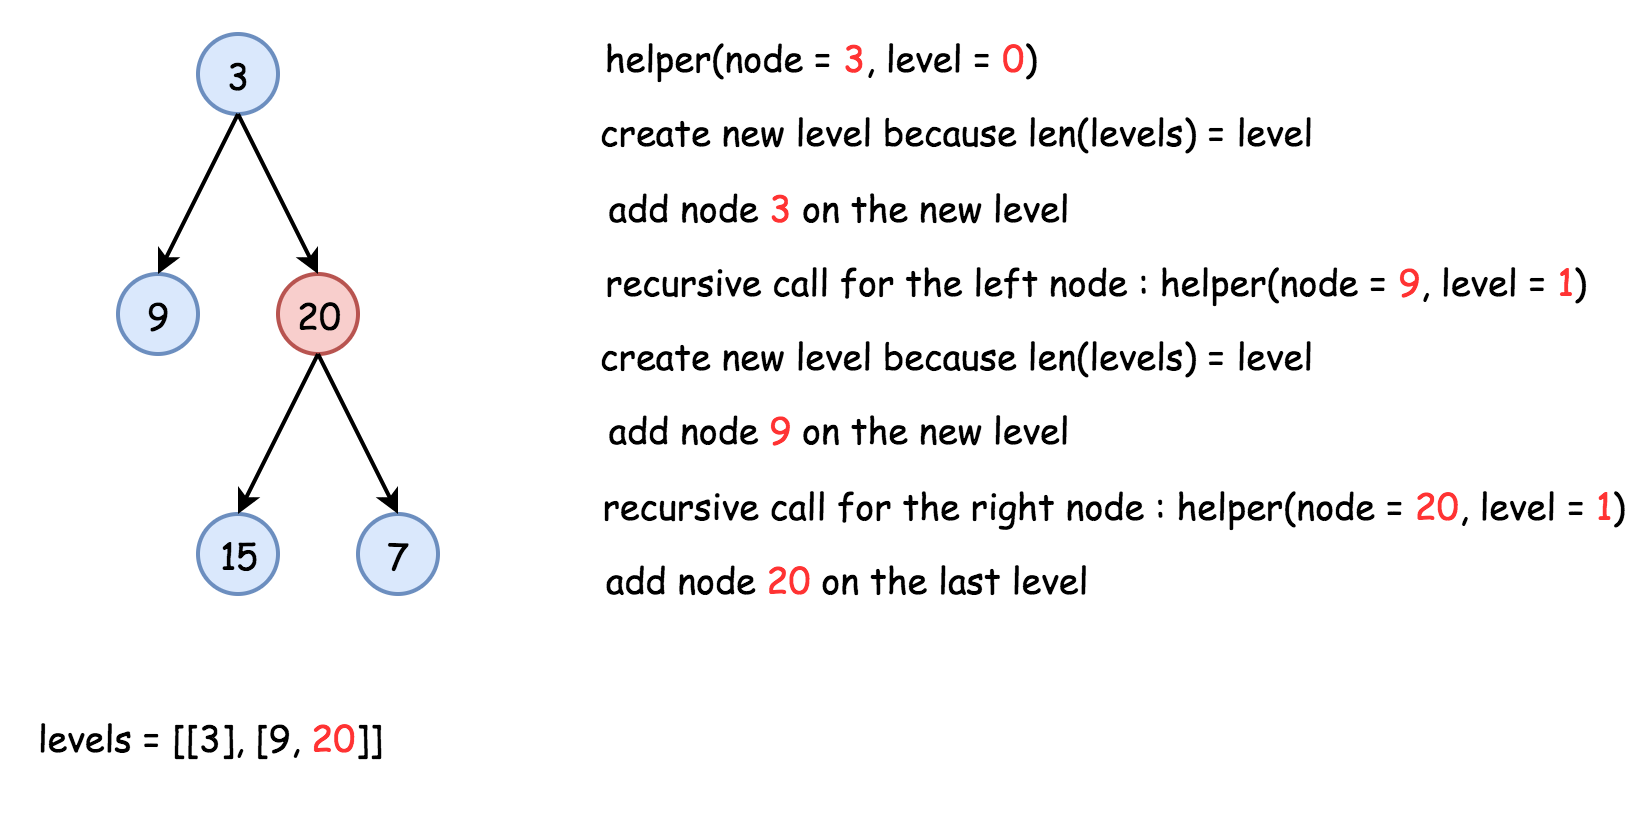 3
9
20
15
7
helper(node = 3, level = 0)
create new level because len(levels) = level
add node 3 on the new level
recursive call for the left node : helper(node = 9, level = 1)
create new level because len(levels) = level
add node 9 on the new level
recursive call for the right node : helper(node = 20, level = 1)
add node 20 on the last level
levels = [[3], [9, 20]]